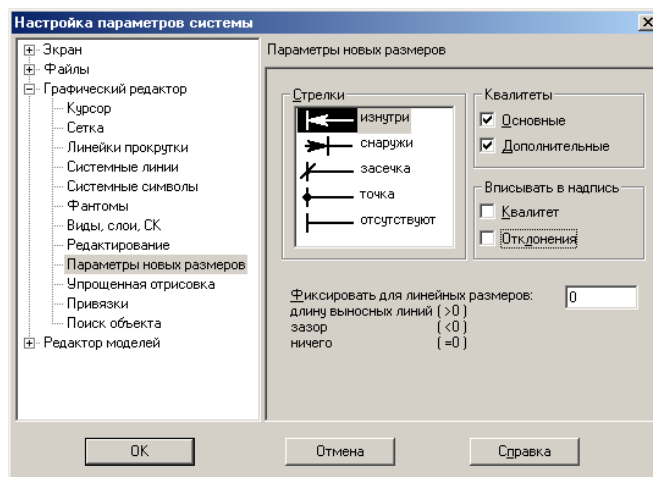 Настройка параметров системы
Экран
Файлы
Графический редактор
Курсор
Сетка
Линейки прокрутки
Системные линии
Системные символы
Фантомы
Виды, слои, СК
Редактирование
Параметры новых размеров
Упрощенная отрисовка
Привязки
Поиск объекта
Редактор моделей
Параметры новых размеров
Стрелки
изнутри
снаружи
засечка
точка
отсутствуют
Квалитеты
Основные
Дополнительные
Вписывать в надпись
Квалитет
Отклонения
Фиксировать для линейных размеров: 0
длину выносных линий ( >0 )
зазор ( <0 )
ничего ( =0 )
OK Отмена Справка